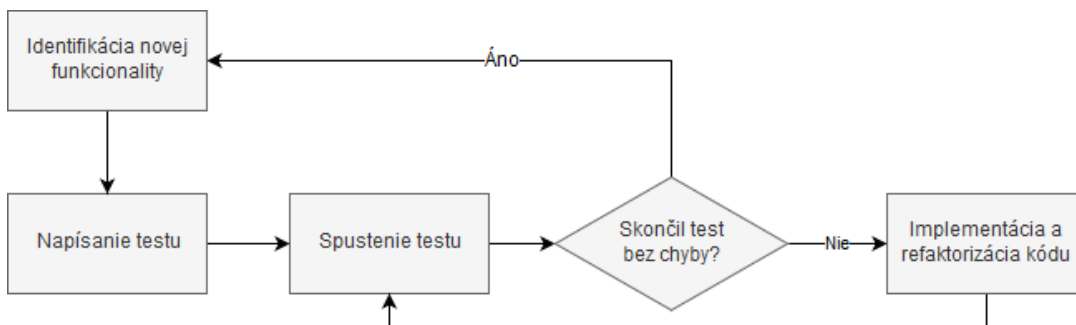 Identifikácia novej
funkcionality
Áno
Napísanie testu
Spustenie testu
Skončil test
bez chyby?
Nie
Implementácia a
refaktorizácia kódu